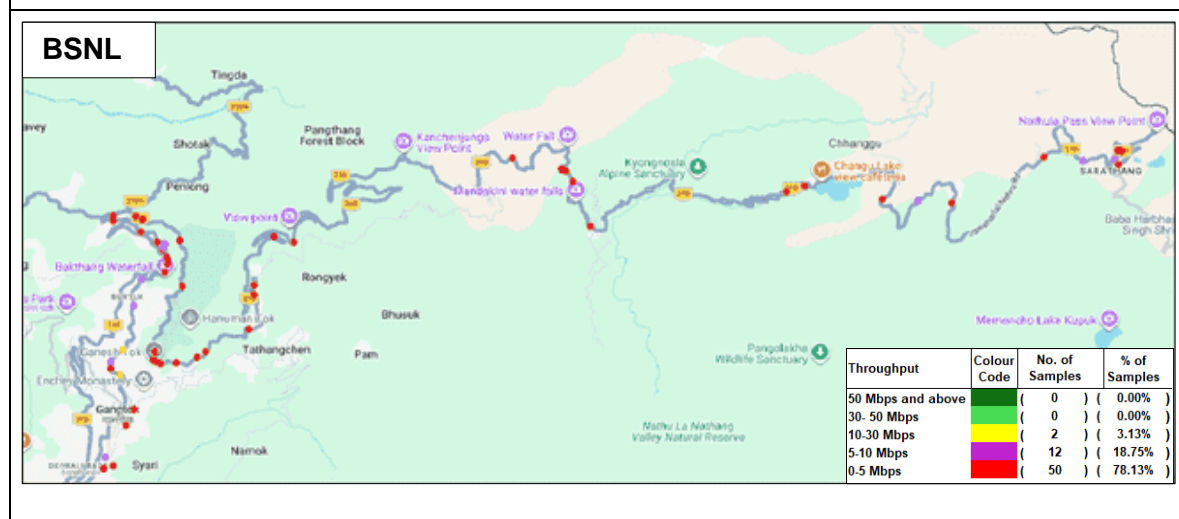 BSNL
Tingda
Shotak
Pangthang
Forest Block
Kanchenjunga
View Point
Water Fall
Chhanggu
Nathula Pass View Point
Kyongnosla
Alpine Sanctuary
Changu Lake
view cafeteria
SARATHANG
Penlong
Mandakini water falls
View point
Baba Harbhajan
Singh Shri
Bakthang Waterfall
Rongyek
Park
Hanuman Tok
Bhusuk
Memencho Lake Kupuk
Ganesh Tok
Tathangchen
Pam
Pangolakha
Wildlife Sanctuary
Enchey Monastery
Gangtok
Nathu La Nathang
Valley Natural Reserve
Namok
Syari
Throughput Colour Code No. of Samples % of Samples
50 Mbps and above ( 0 ) ( 0.00% )
30- 50 Mbps ( 0 ) ( 0.00% )
10-30 Mbps ( 2 ) ( 3.13% )
5-10 Mbps ( 12 ) ( 18.75% )
0-5 Mbps ( 50 ) ( 78.13% )